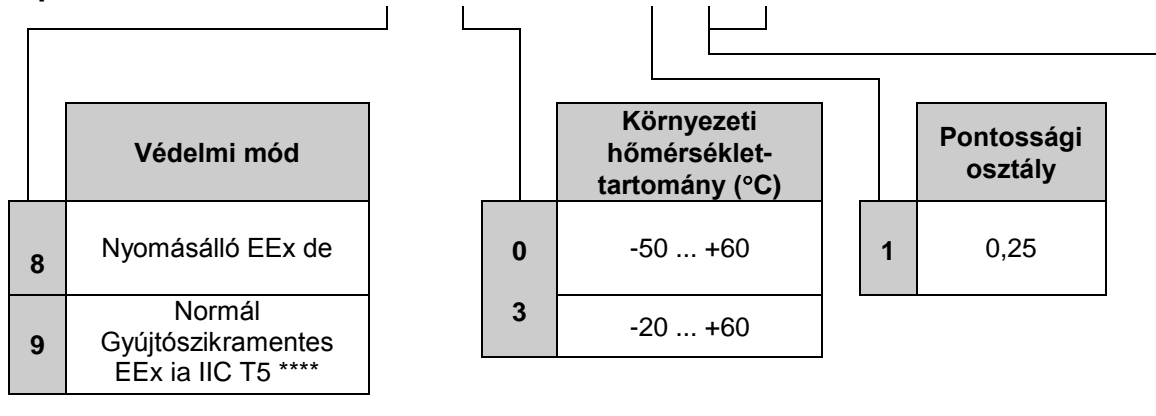 Védelmi mód
8
Nyomásálló EEx de
9
Normál
Gyújtószikramentes
EEx ia IIC T5 ****
Környezeti
hőmérséklet-
tartomány (°C)
0
-50 ... +60
3
-20 ... +60
Pontossági
osztály
1
0,25